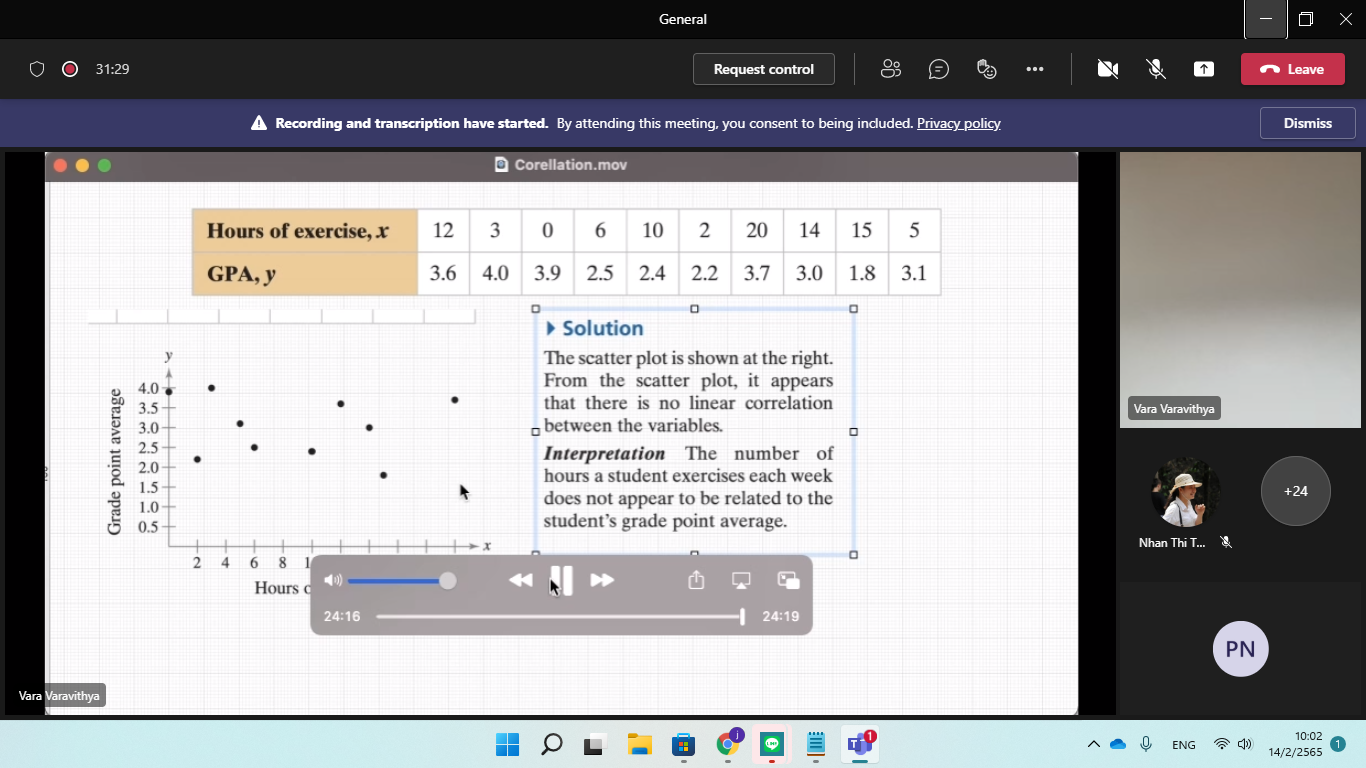 General
31:29
Request control
Leave
Recording and transcription have started. By attending this meeting, you consent to being included. Privacy policy
Dismiss
Corellation.mov
Hours of exercise, x 12 3 0 6 10 2 20 14 15 5
GPA, y 3.6 4.0 3.9 2.5 2.4 2.2 3.7 3.0 1.8 3.1
Solution
The scatter plot is shown at the right.
From the scatter plot, it appears
that there is no linear correlation
between the variables.
Interpretation The number of
hours a student exercises each week
does not appear to be related to the
student's grade point average.
y
4.0
3.5
3.0
2.5
2.0
1.5
1.0
0.5
Grade point average
x
2 4 6 8 1
Hours o
24:16
24:19
Vara Varavithya
Vara Varavithya
+24
Nhan Thi T...
PN
j
1
ENG
10:02
14/2/2565
1